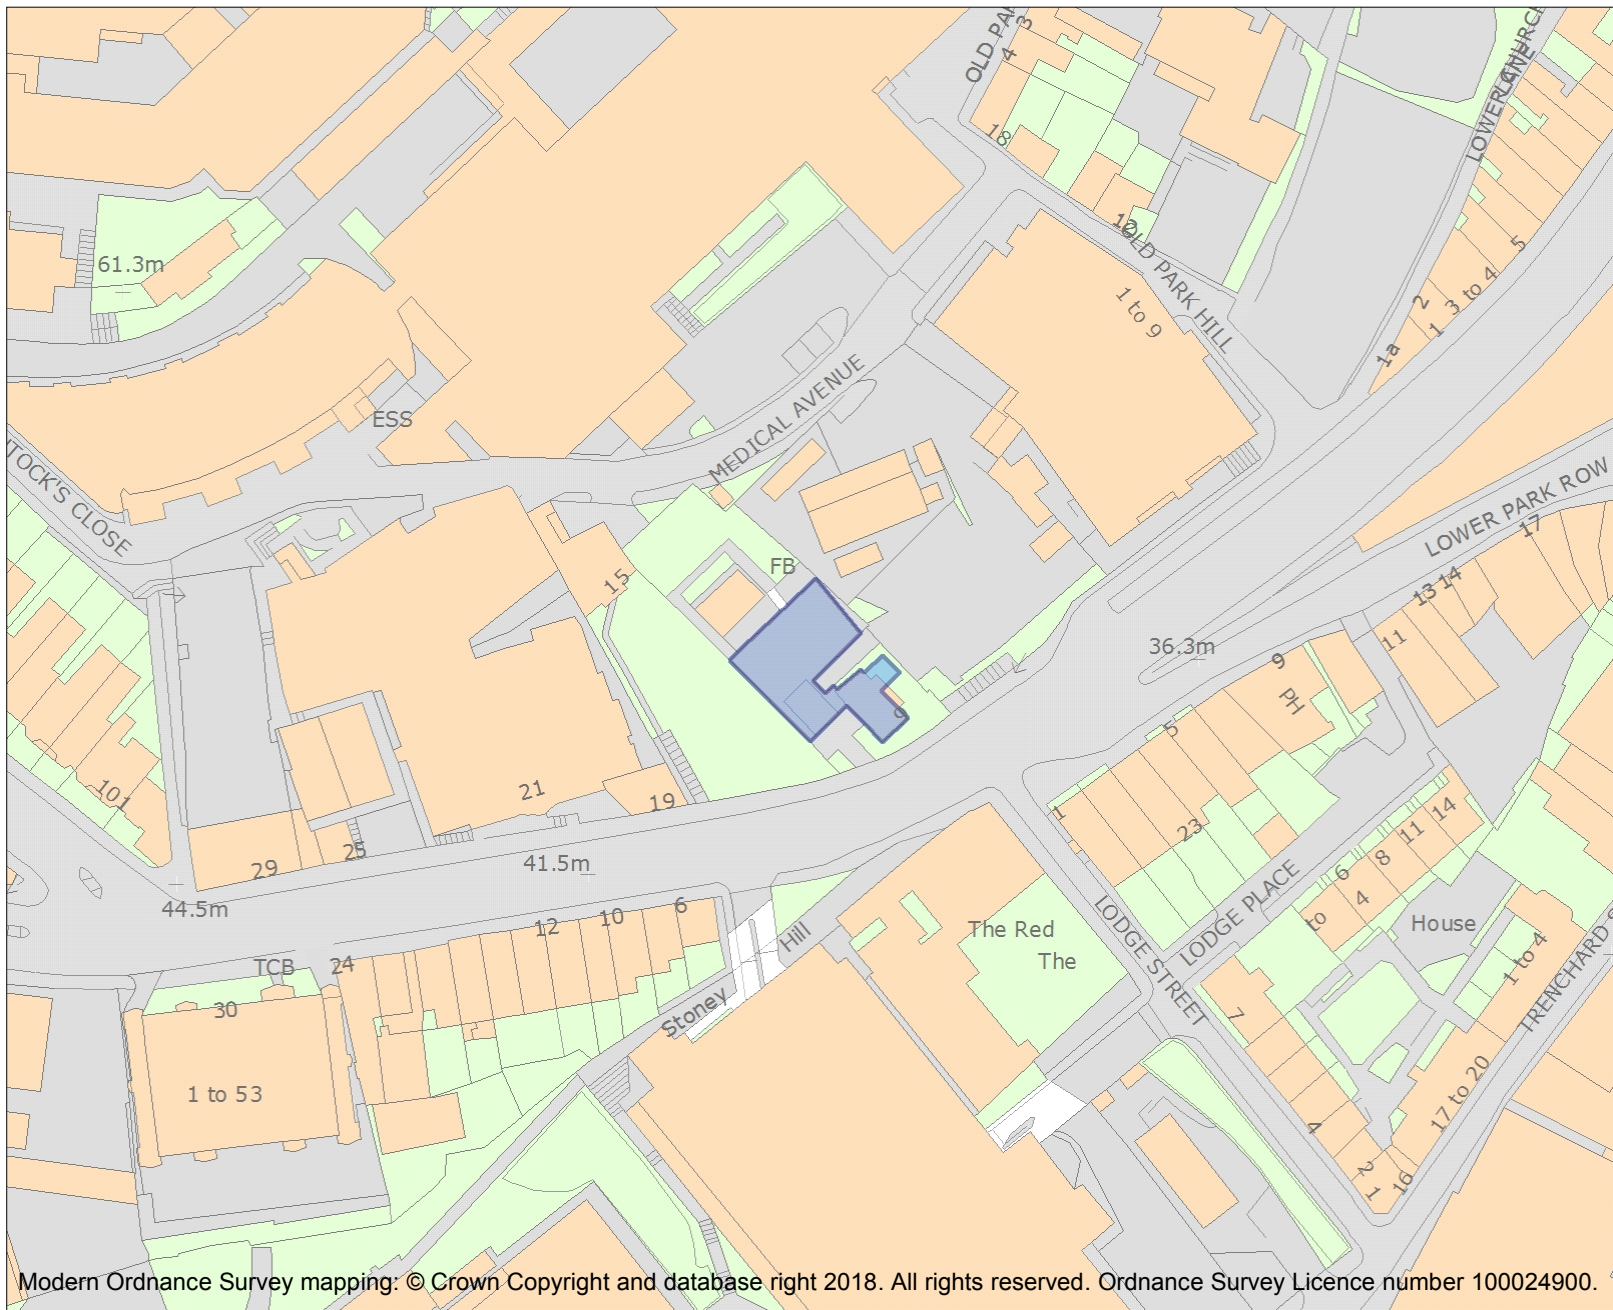 OLD PAR
3
4
18
12
OLD PARK HILL
1 to 9
LOWER CHURCH
LANE
5
3 to 4
2
1
1a
61.3m
ESS
MEDICAL AVENUE
TOCK'S CLOSE
FB
15
9
36.3m
LOWER PARK ROW
17
13 14
11
9
PH
5
1
23
101
21
19
29
25
41.5m
44.5m
12
10
6
TCB
24
30
1 to 53
Stoney
Hill
The Red
The
LODGE STREET
LODGE PLACE
14
11
8
6
4
to
House
1 to 4
TRENCHARD S
7
17 to 20
4
2
1
16
Modern Ordnance Survey mapping: © Crown Copyright and database right 2018. All rights reserved. Ordnance Survey Licence number 100024900.